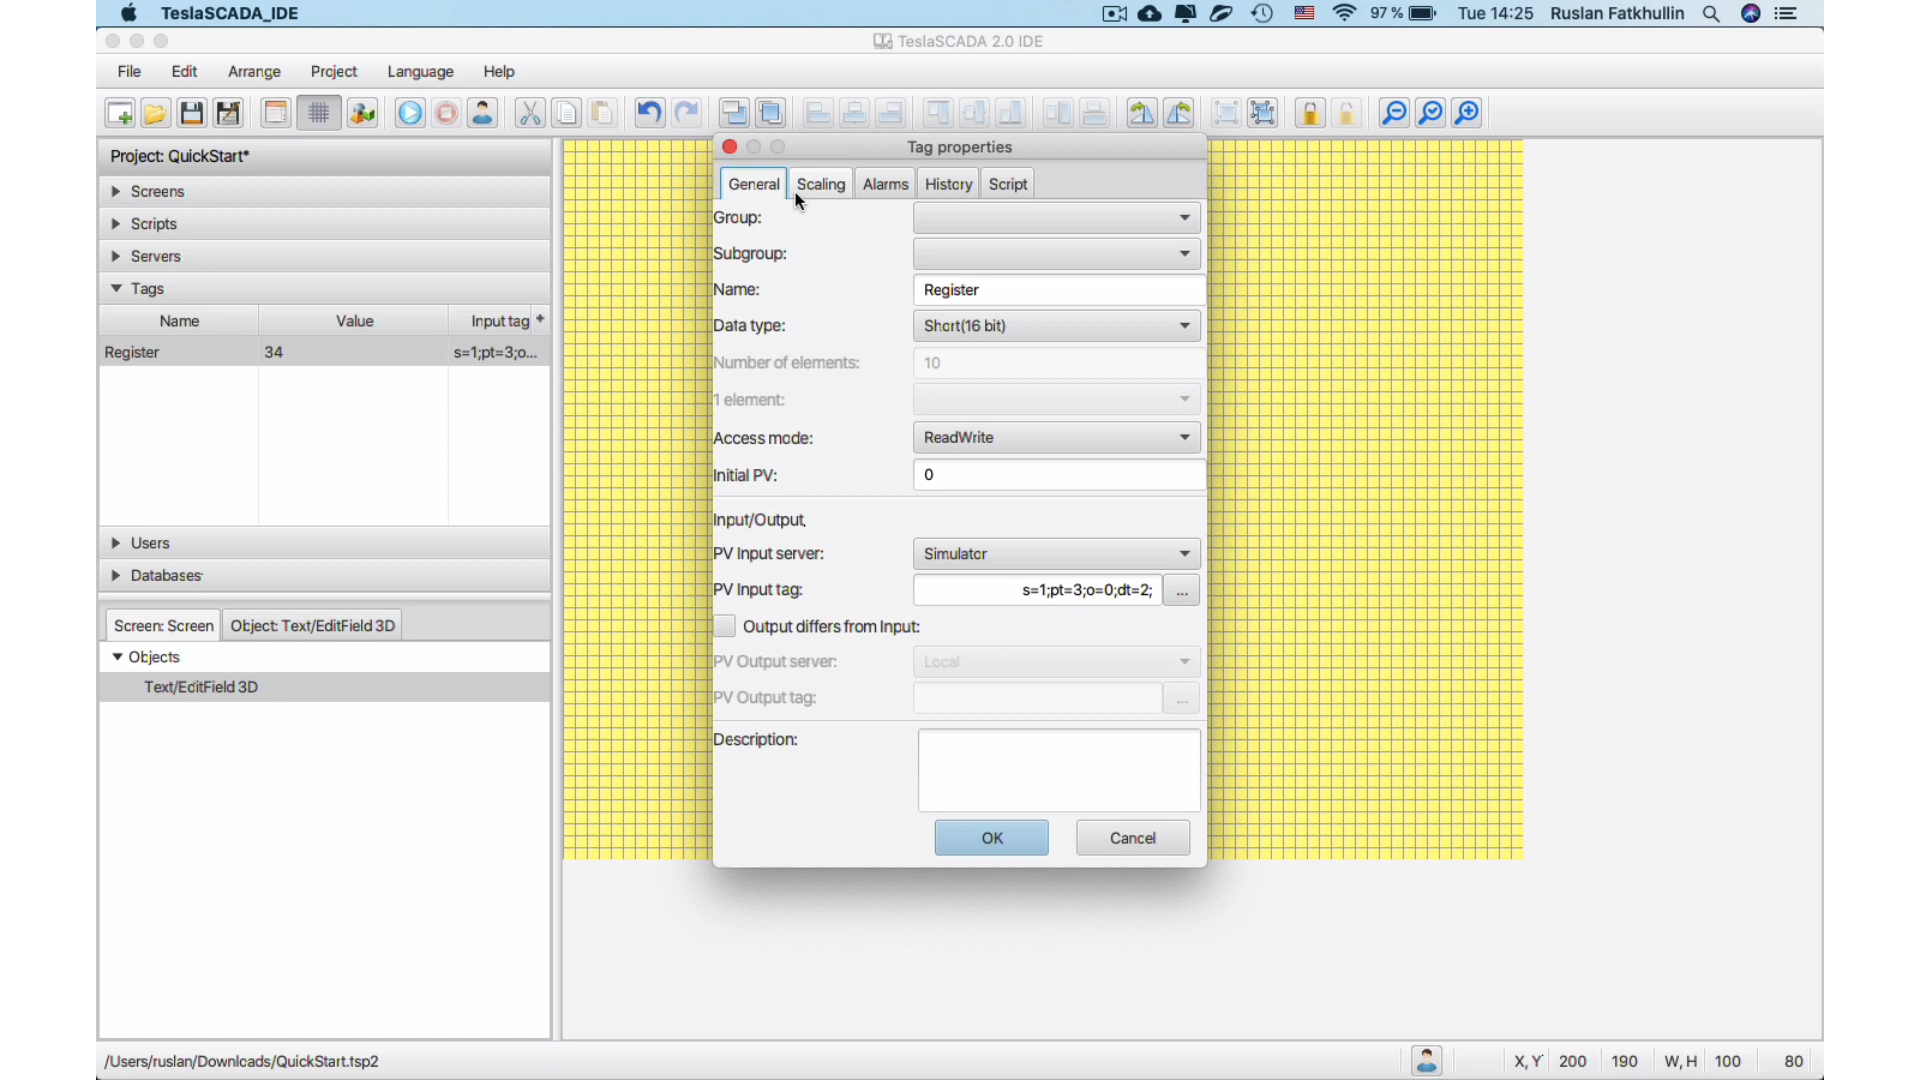 TeslaSCADA_IDE
97 %
Tue 14:25
Ruslan Fatkhullin
TeslaSCADA 2.0 IDE
File Edit Arrange Project Language Help
Project: QuickStart*
Screens
Scripts
Servers
Tags
Name Value Input tag +
Register 34 s=1;pt=3;o...
Users
Databases
Screen: Screen Object: Text/EditField 3D
Objects
Text/EditField 3D
Tag properties
General Scaling Alarms History Script
Group:
Subgroup:
Name: Register
Data type: Short(16 bit)
Number of elements: 10
1 element:
Access mode: ReadWrite
Initial PV: 0
Input/Output
PV Input server: Simulator
PV Input tag: s=1;pt=3;o=0;dt=2; ...
Output differs from Input:
PV Output server: Local
PV Output tag: ...
Description:
OK Cancel
/Users/ruslan/Downloads/QuickStart.tsp2
X, Y 200 190 W, H 100 80